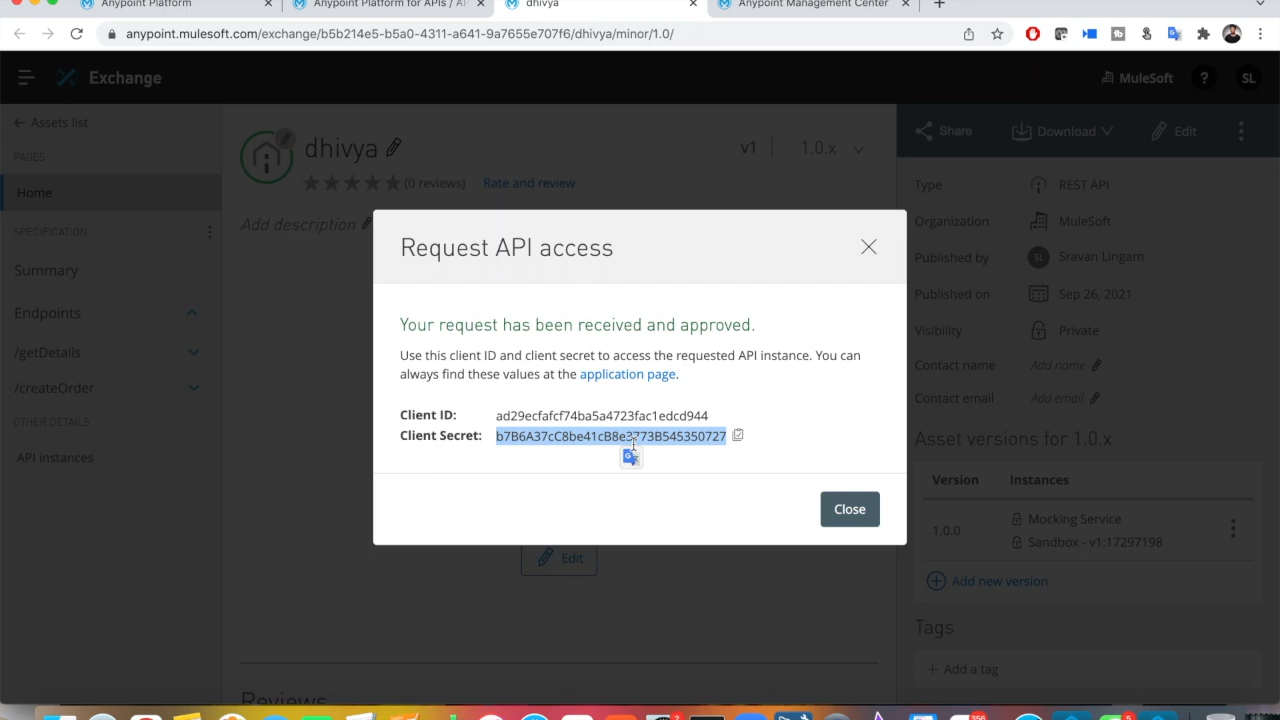 Anypoint Platform
Anypoint Platform for APIs / AP
dhivya
Anypoint Management Center
anypoint.mulesoft.com/exchange/b5b214e5-b5a0-4311-a641-9a7655e707f6/dhivya/minor/1.0/
Exchange
MuleSoft
?
SL
Assets list
PAGES
Home
SPECIFICATION
Summary
Endpoints
/getDetails
/createOrder
OTHER DETAILS
API instances
dhivya
v1
1.0.x
(0 reviews)
Rate and review
Add description
Request API access
Your request has been received and approved.
Use this client ID and client secret to access the requested API instance. You can
always find these values at the application page.
Client ID: ad29ecfafcf74ba5a4723fac1edcd944
Client Secret: b7B6A37cC8be41cB8e3773B545350727
Close
Edit
Reviews
Share
Download
Edit
Type REST API
Organization MuleSoft
Published by SL Sravan Lingam
Published on Sep 26, 2021
Visibility Private
Contact name Add name
Contact email Add email
Asset versions for 1.0.x
Version Instances
1.0.0 Mocking Service
Sandbox - v1:17297198
Add new version
Tags
+ Add a tag